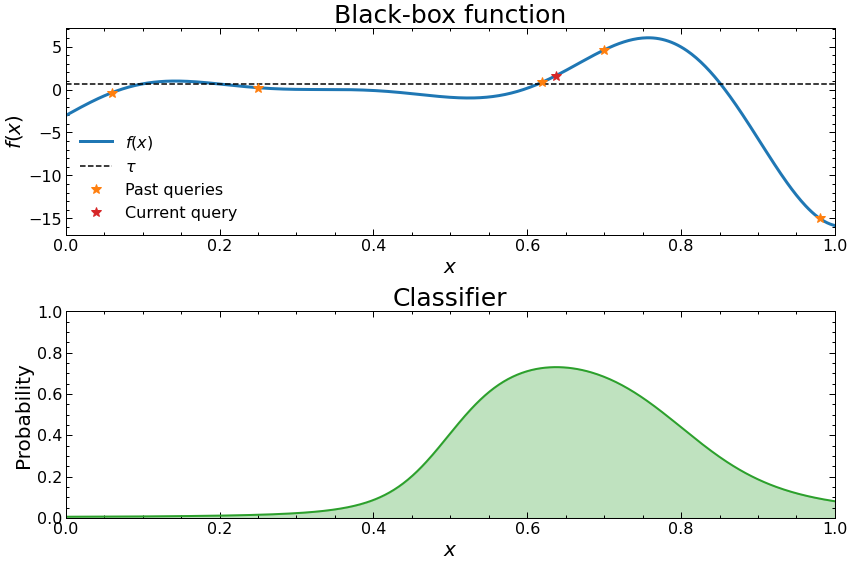 Black-box function
f(x)
5
0
−5
−10
−15
f(x)
τ
Past queries
Current query
0.0 0.2 0.4 0.6 0.8 1.0
x
Classifier
Probability
1.0
0.8
0.6
0.4
0.2
0.0
0.0 0.2 0.4 0.6 0.8 1.0
x